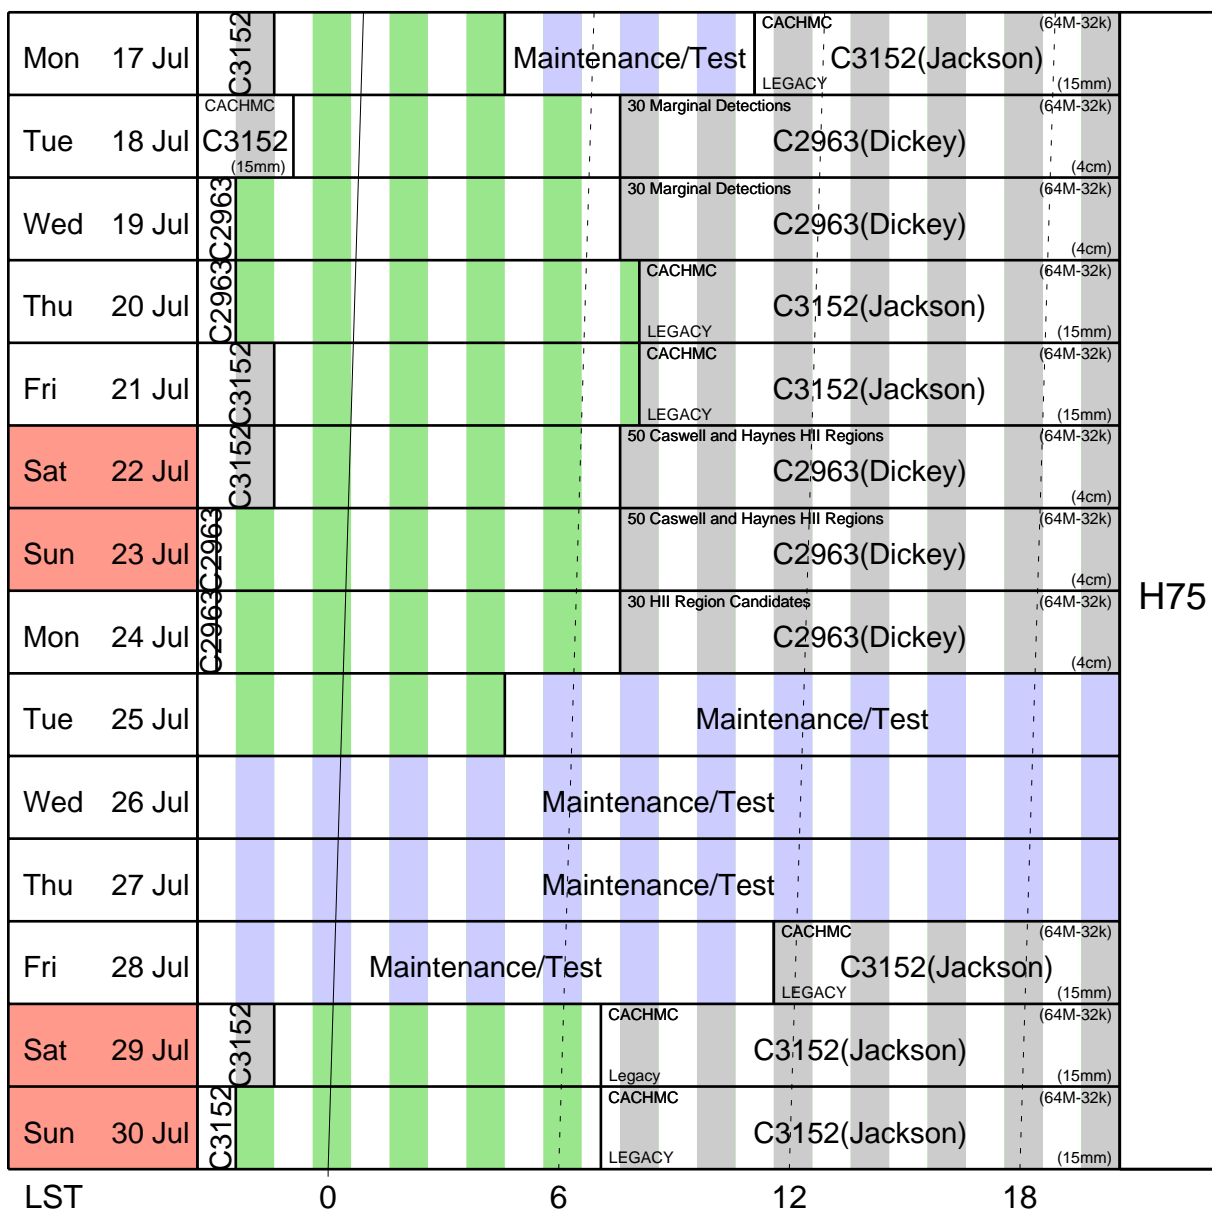 Mon 17 Jul C3152 Maintenance/Test CACHMC (64M-32k) C3152(Jackson) LEGACY (15mm)
Tue 18 Jul CACHMC C3152 (15mm) 30 Marginal Detections (64M-32k) C2963(Dickey) (4cm)
Wed 19 Jul C2963 30 Marginal Detections (64M-32k) C2963(Dickey) (4cm)
Thu 20 Jul C2963 CACHMC (64M-32k) C3152(Jackson) LEGACY (15mm)
Fri 21 Jul C3152 CACHMC (64M-32k) C3152(Jackson) LEGACY (15mm)
Sat 22 Jul C3152 50 Caswell and Haynes HII Regions (64M-32k) C2963(Dickey) (4cm)
Sun 23 Jul C2963 50 Caswell and Haynes HII Regions (64M-32k) C2963(Dickey) (4cm)
H75
Mon 24 Jul C2963 30 HII Region Candidates (64M-32k) C2963(Dickey) (4cm)
Tue 25 Jul Maintenance/Test
Wed 26 Jul Maintenance/Test
Thu 27 Jul Maintenance/Test
Fri 28 Jul Maintenance/Test CACHMC (64M-32k) C3152(Jackson) LEGACY (15mm)
Sat 29 Jul C3152 CACHMC (64M-32k) C3152(Jackson) Legacy (15mm)
Sun 30 Jul C3152 CACHMC (64M-32k) C3152(Jackson) LEGACY (15mm)
LST 0 6 12 18